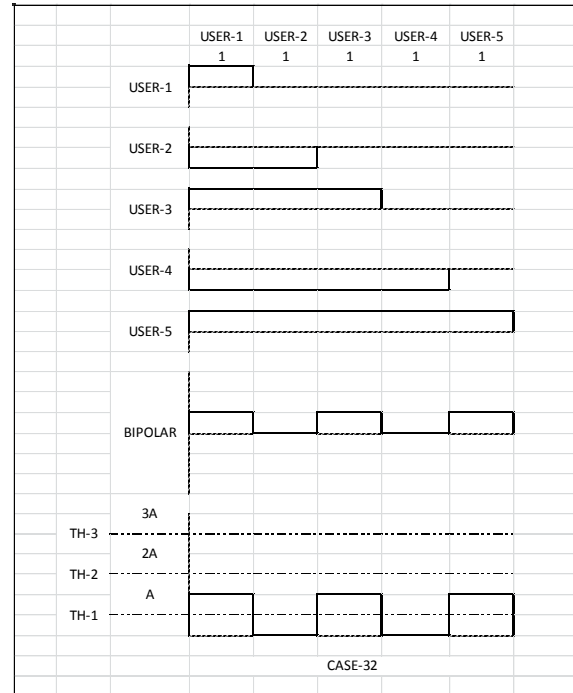 USER-1 USER-2 USER-3 USER-4 USER-5
1 1 1 1 1
USER-1
USER-2
USER-3
USER-4
USER-5
BIPOLAR
3A
TH-3
2A
TH-2
A
TH-1
CASE-32